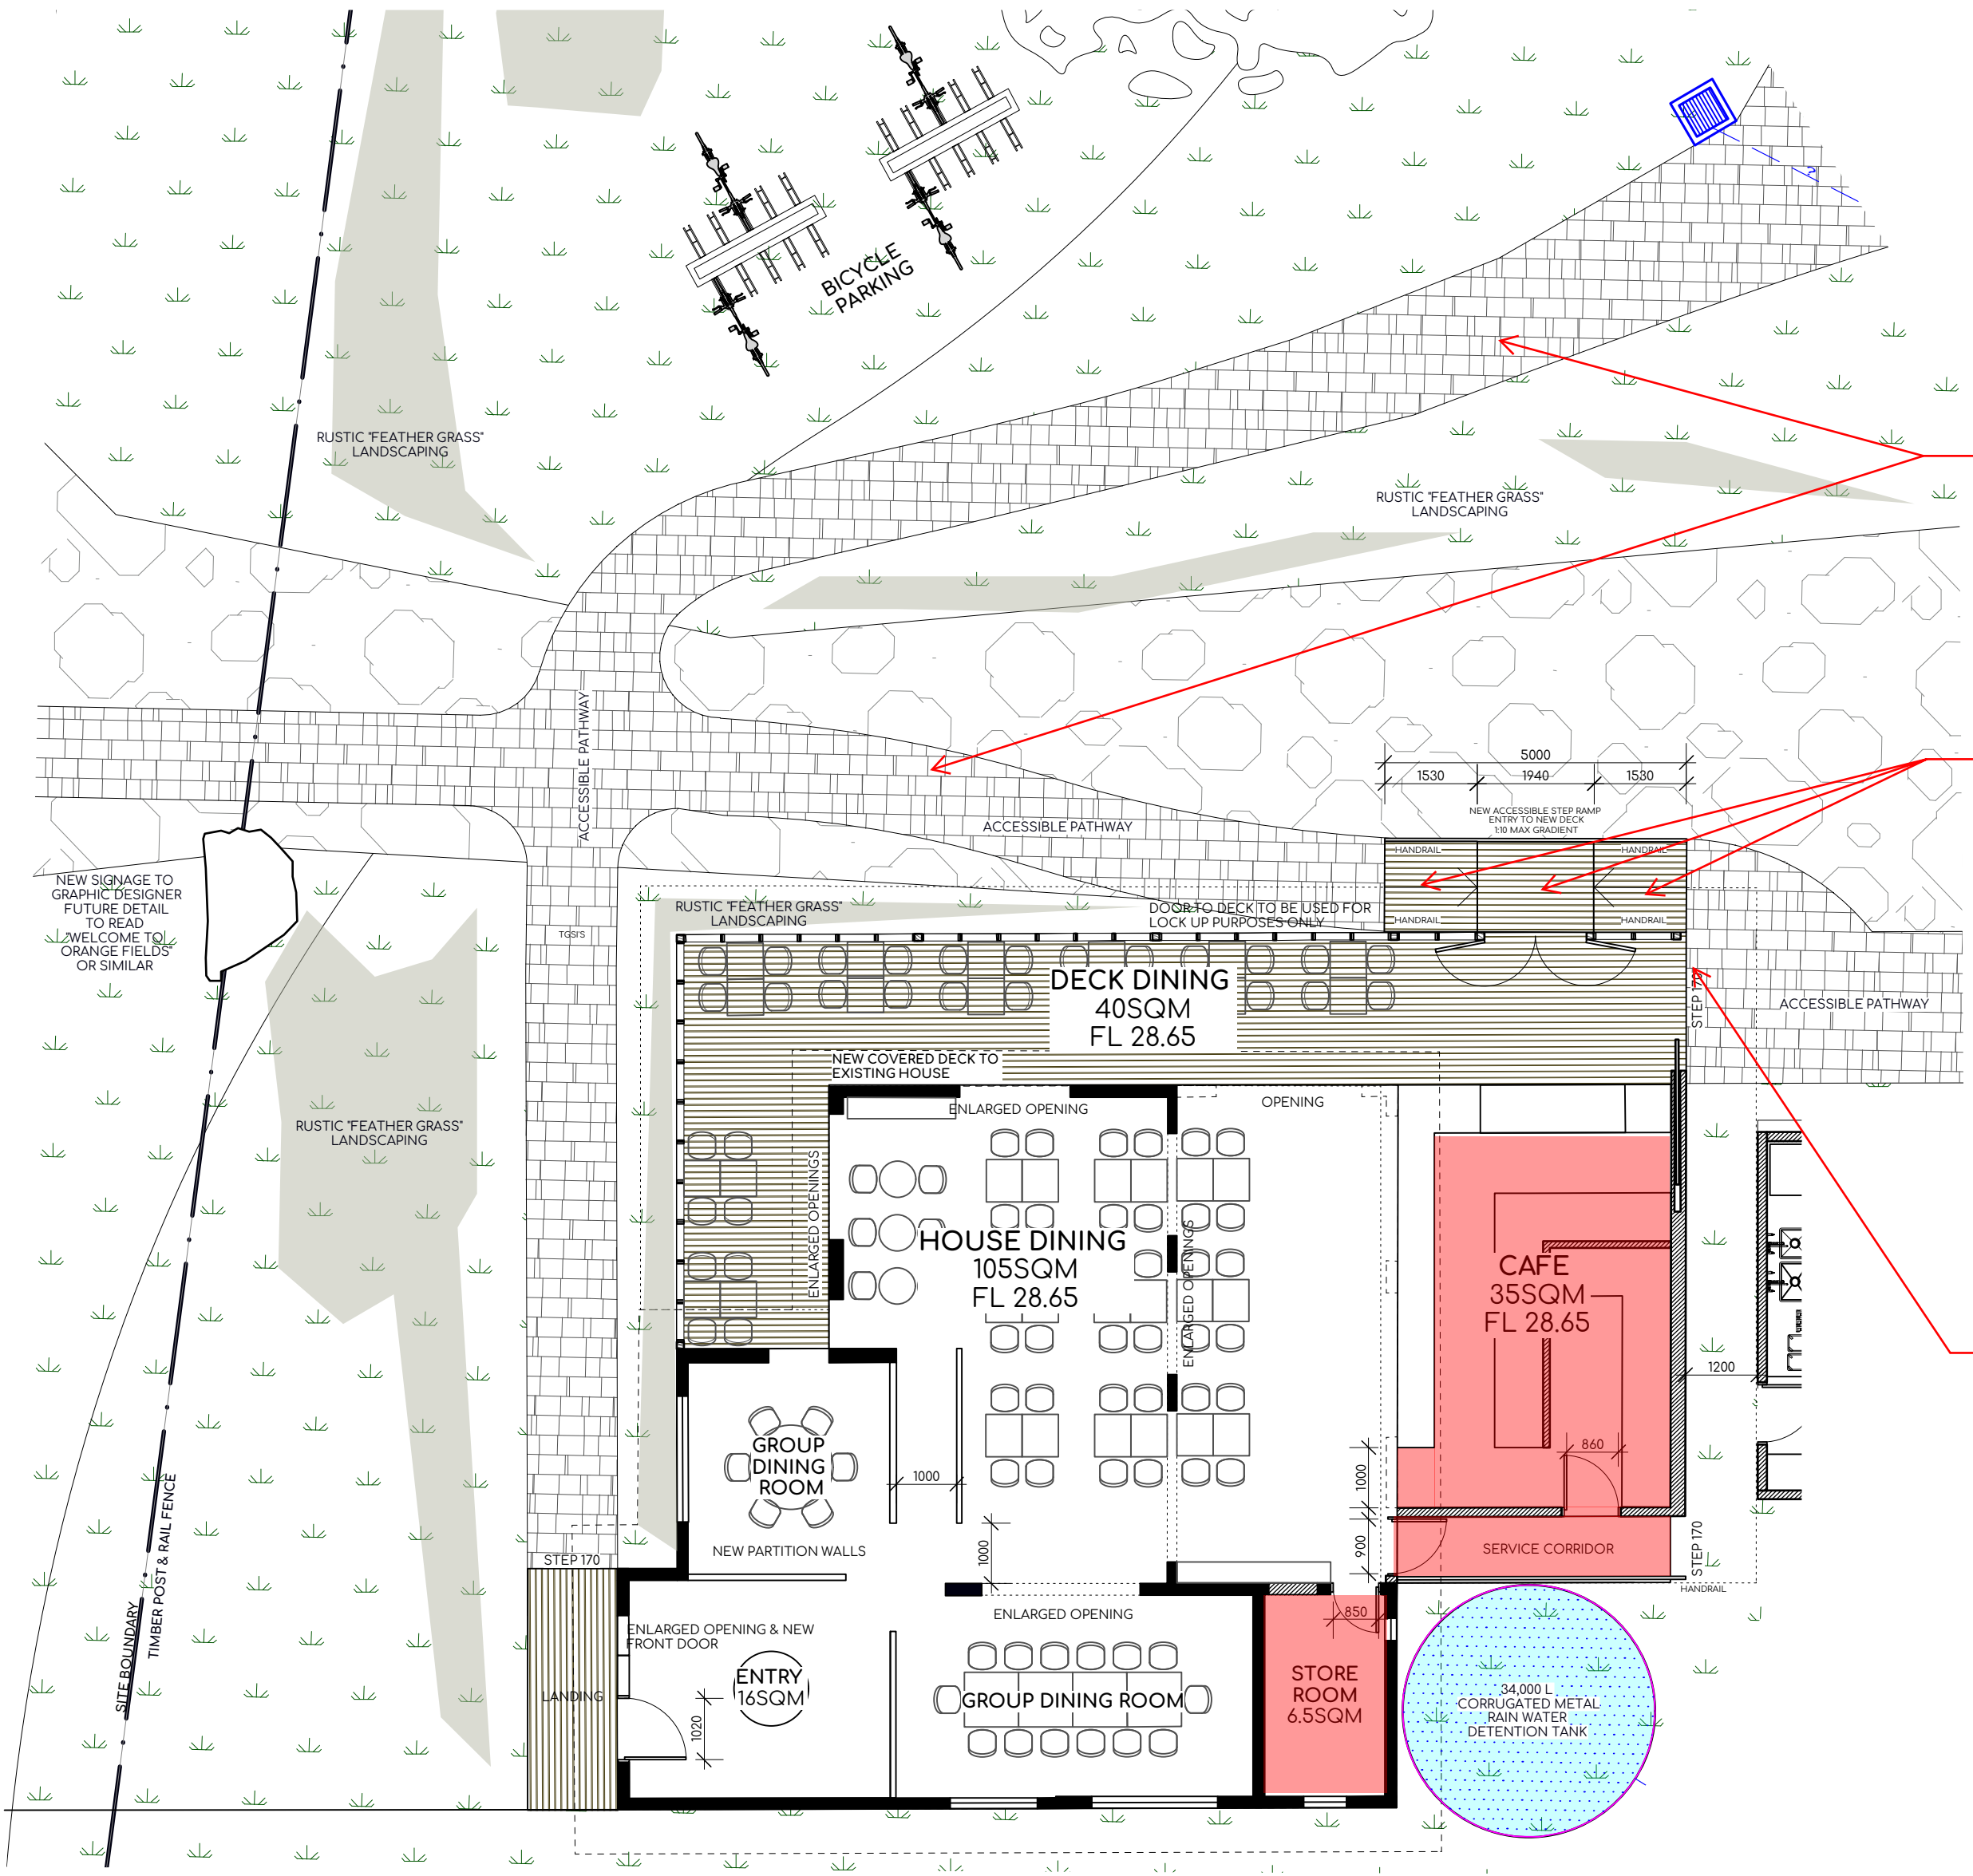 BICYCLE
PARKING
RUSTIC "FEATHER GRASS"
LANDSCAPING
RUSTIC "FEATHER GRASS"
LANDSCAPING
ACCESSIBLE PATHWAY
5000
1530
1940
1530
NEW ACCESSIBLE STEP RAMP
ENTRY TO NEW DECK
1:10 MAX GRADIENT
ACCESSIBLE PATHWAY
HANDRAIL
HANDRAIL
NEW SIGNAGE TO
GRAPHIC DESIGNER
FUTURE DETAIL
TO READ
"WELCOME TO
ORANGE FIELDS"
OR SIMILAR
RUSTIC "FEATHER GRASS"
LANDSCAPING
DOOR TO DECK TO BE USED FOR
LOCK UP PURPOSES ONLY
HANDRAIL
HANDRAIL
TGSI'S
DECK DINING
40SQM
FL 28.65
STEP 170
ACCESSIBLE PATHWAY
NEW COVERED DECK TO
EXISTING HOUSE
ENLARGED OPENING
OPENING
RUSTIC "FEATHER GRASS"
LANDSCAPING
ENLARGED OPENINGS
HOUSE DINING
105SQM
FL 28.65
ENLARGED OPENINGS
CAFE
35SQM
FL 28.65
1200
GROUP
DINING
ROOM
1000
1000
860
NEW PARTITION WALLS
1000
900
SERVICE CORRIDOR
STEP 170
STEP 170
HANDRAIL
SITE BOUNDARY
TIMBER POST & RAIL FENCE
ENLARGED OPENING & NEW
FRONT DOOR
ENLARGED OPENING
850
LANDING
ENTRY
16SQM
1020
GROUP DINING ROOM
STORE
ROOM
6.5SQM
34,000 L
CORRUGATED METAL
RAIN WATER
DETENTION TANK